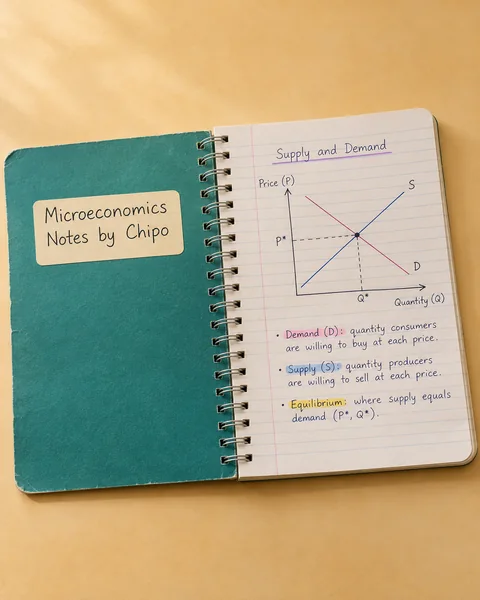 Microeconomics
Notes by Chipo
Supply and Demand
Price (P)
S
P*
D
Q*
Quantity (Q)
• Demand (D): quantity consumers
are willing to buy at each price.
• Supply (S): quantity producers
are willing to sell at each price.
• Equilibrium: where supply equals
demand (P*, Q*).